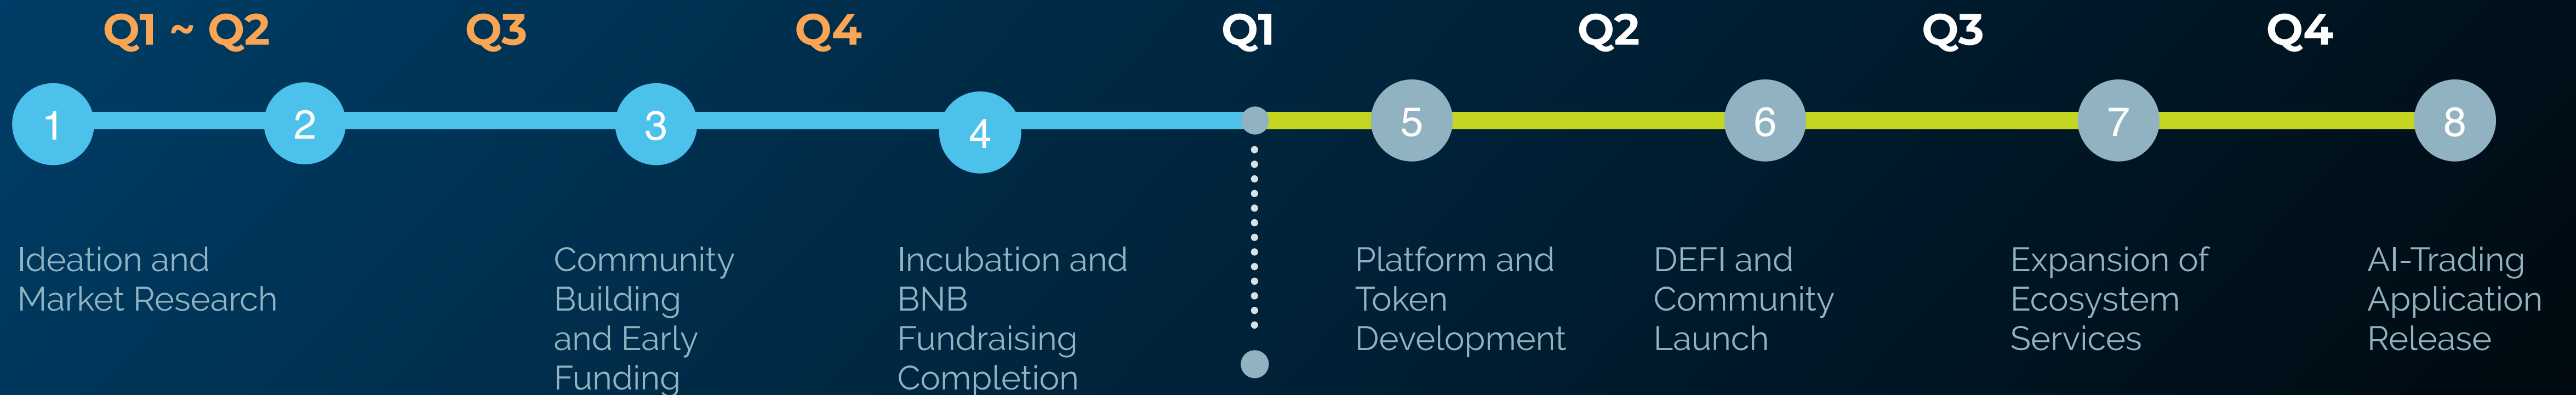 Q1 ~ Q2
Q3
Q4
Q1
Q2
Q3
Q4
1
2
3
4
5
6
7
8
Ideation and
Market Research
Community
Building
and Early
Funding
Incubation and
BNB
Fundraising
Completion
Platform and
Token
Development
DEFI and
Community
Launch
Expansion of
Ecosystem
Services
AI-Trading
Application
Release